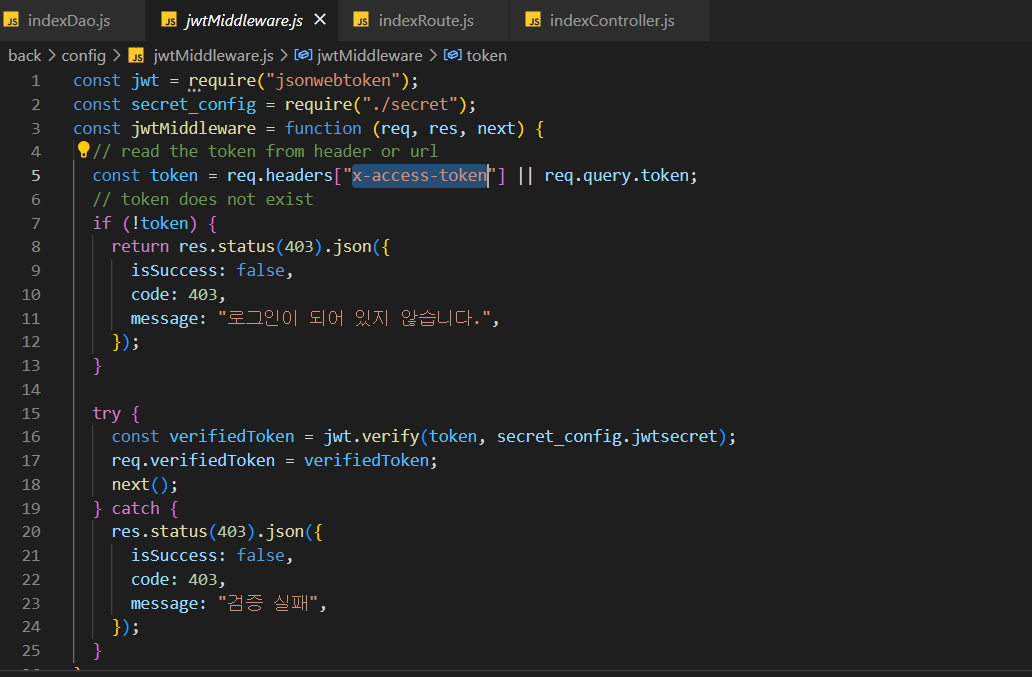 JS indexDao.js JS jwtMiddleware.js × JS indexRoute.js JS indexController.js
back > config > JS jwtMiddleware.js > jwtMiddleware > token
1 const jwt = require("jsonwebtoken");
2 const secret_config = require("./secret");
3 const jwtMiddleware = function (req, res, next) {
4 // read the token from header or url
5 const token = req.headers["x-access-token"] || req.query.token;
6 // token does not exist
7 if (!token) {
8 return res.status(403).json({
9 isSuccess: false,
10 code: 403,
11 message: "로그인이 되어 있지 않습니다.",
12 });
13 }
14
15 try {
16 const verifiedToken = jwt.verify(token, secret_config.jwtsecret);
17 req.verifiedToken = verifiedToken;
18 next();
19 } catch {
20 res.status(403).json({
21 isSuccess: false,
22 code: 403,
23 message: "검증 실패",
24 });
25 }